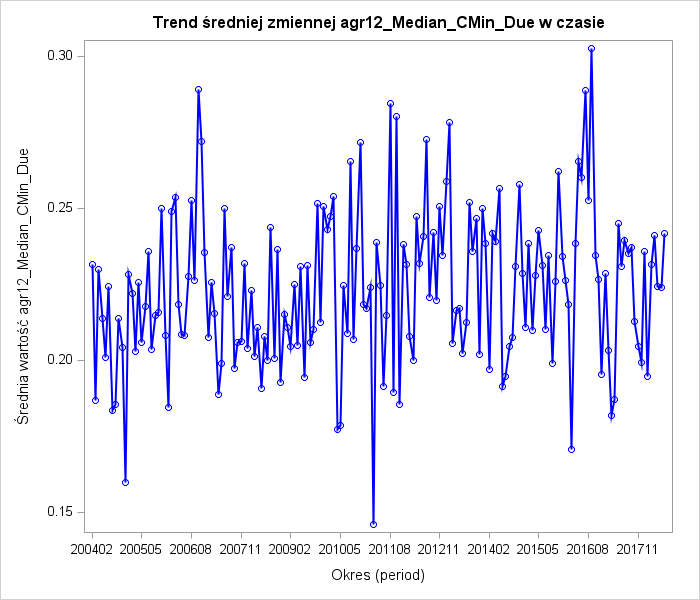 Trend średniej zmiennej agr12_Median_CMin_Due w czasie
Średnia wartość agr12_Median_CMin_Due
0.30
0.25
0.20
0.15
200402 200505 200608 200711 200902 201005 201108 201211 201402 201505 201608 201711
Okres (period)